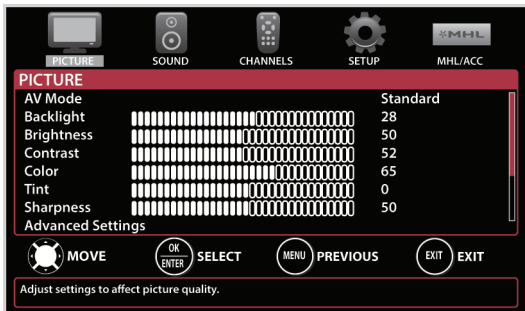 MHL
PICTURE SOUND CHANNELS SETUP MHL/ACC
PICTURE
AV Mode Standard
Backlight 28
Brightness 50
Contrast 52
Color 65
Tint 0
Sharpness 50
Advanced Settings
MOVE OK ENTER SELECT MENU PREVIOUS EXIT EXIT
Adjust settings to affect picture quality.